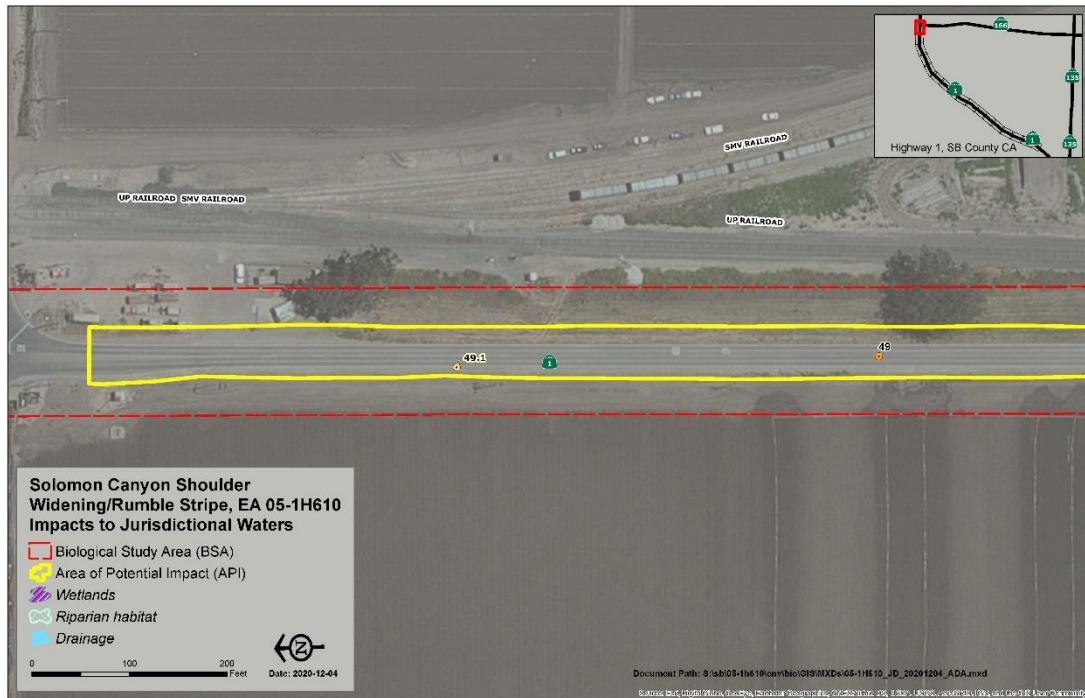 166
135
1
1
135
Highway 1, SB County CA
SMV RAILROAD
UP RAILROAD SMV RAILROAD
UP RAILROAD
49.1
1
49
Solomon Canyon Shoulder
Widening/Rumble Stripe, EA 05-1H610
Impacts to Jurisdictional Waters
Biological Study Area (BSA)
Area of Potential Impact (API)
Wetlands
Riparian habitat
Drainage
N
0 100 200
Feet
Date: 2020-12-04
Document Path: S:\sb\05-1h610\env\bio\GIS\MXDs\05-1H610_JD_20201204_ADA.mxd